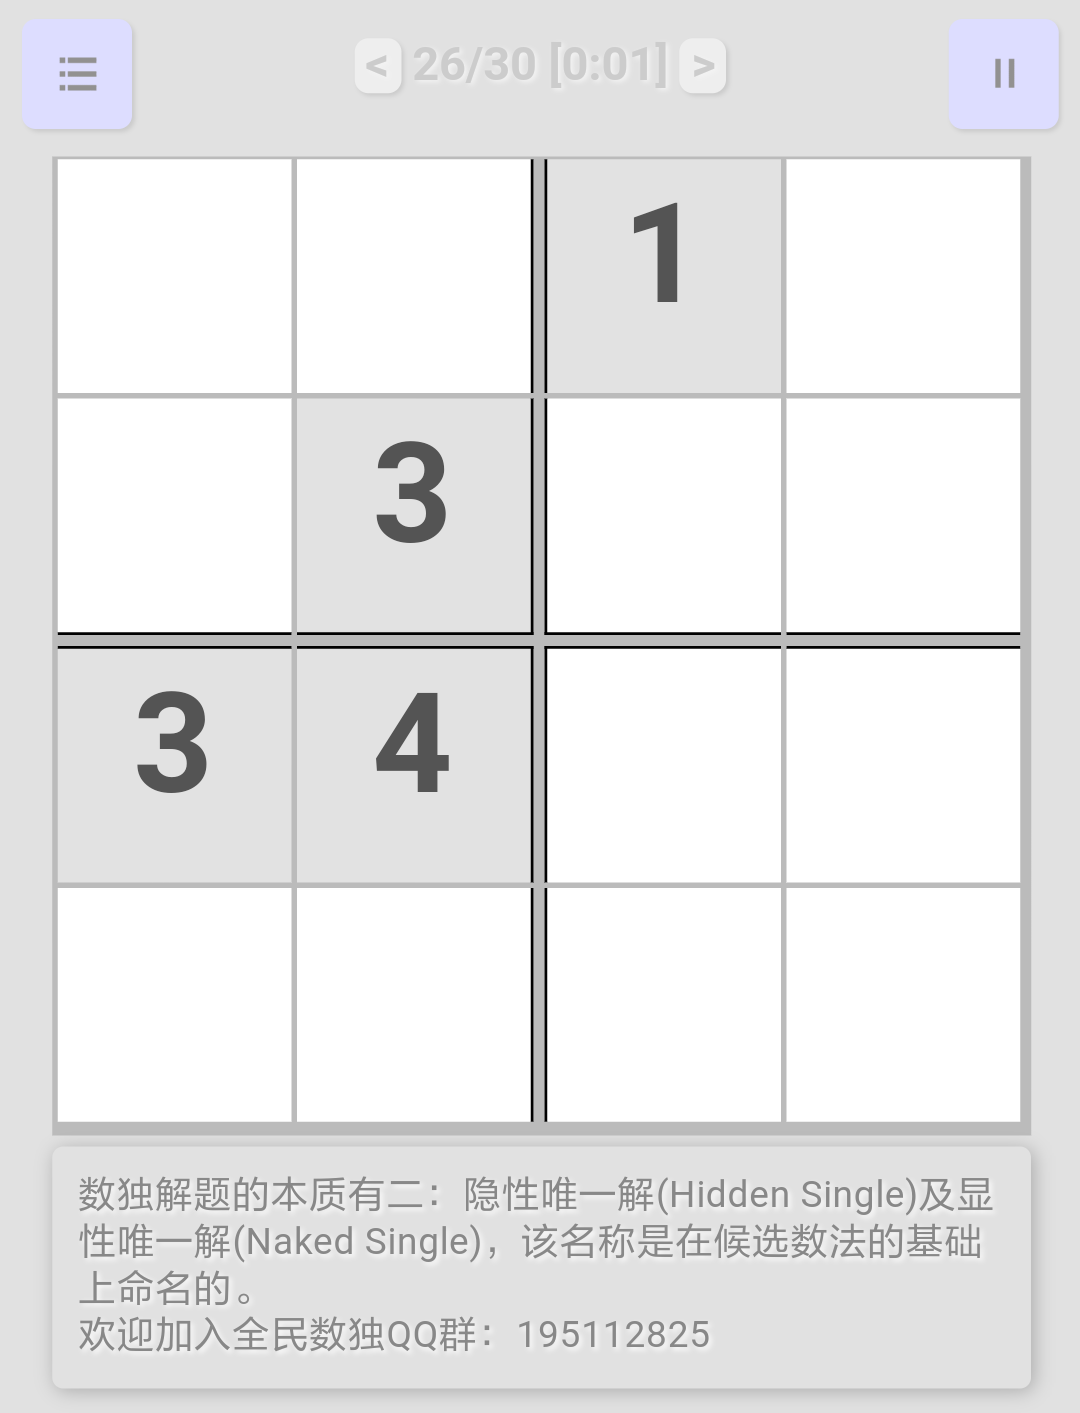 < 26/30 [0:01] >
1
3
3 4
数独解题的本质有二：隐性唯一解(Hidden Single)及显
性唯一解(Naked Single)，该名称是在候选数法的基础
上命名的。
欢迎加入全民数独QQ群：195112825